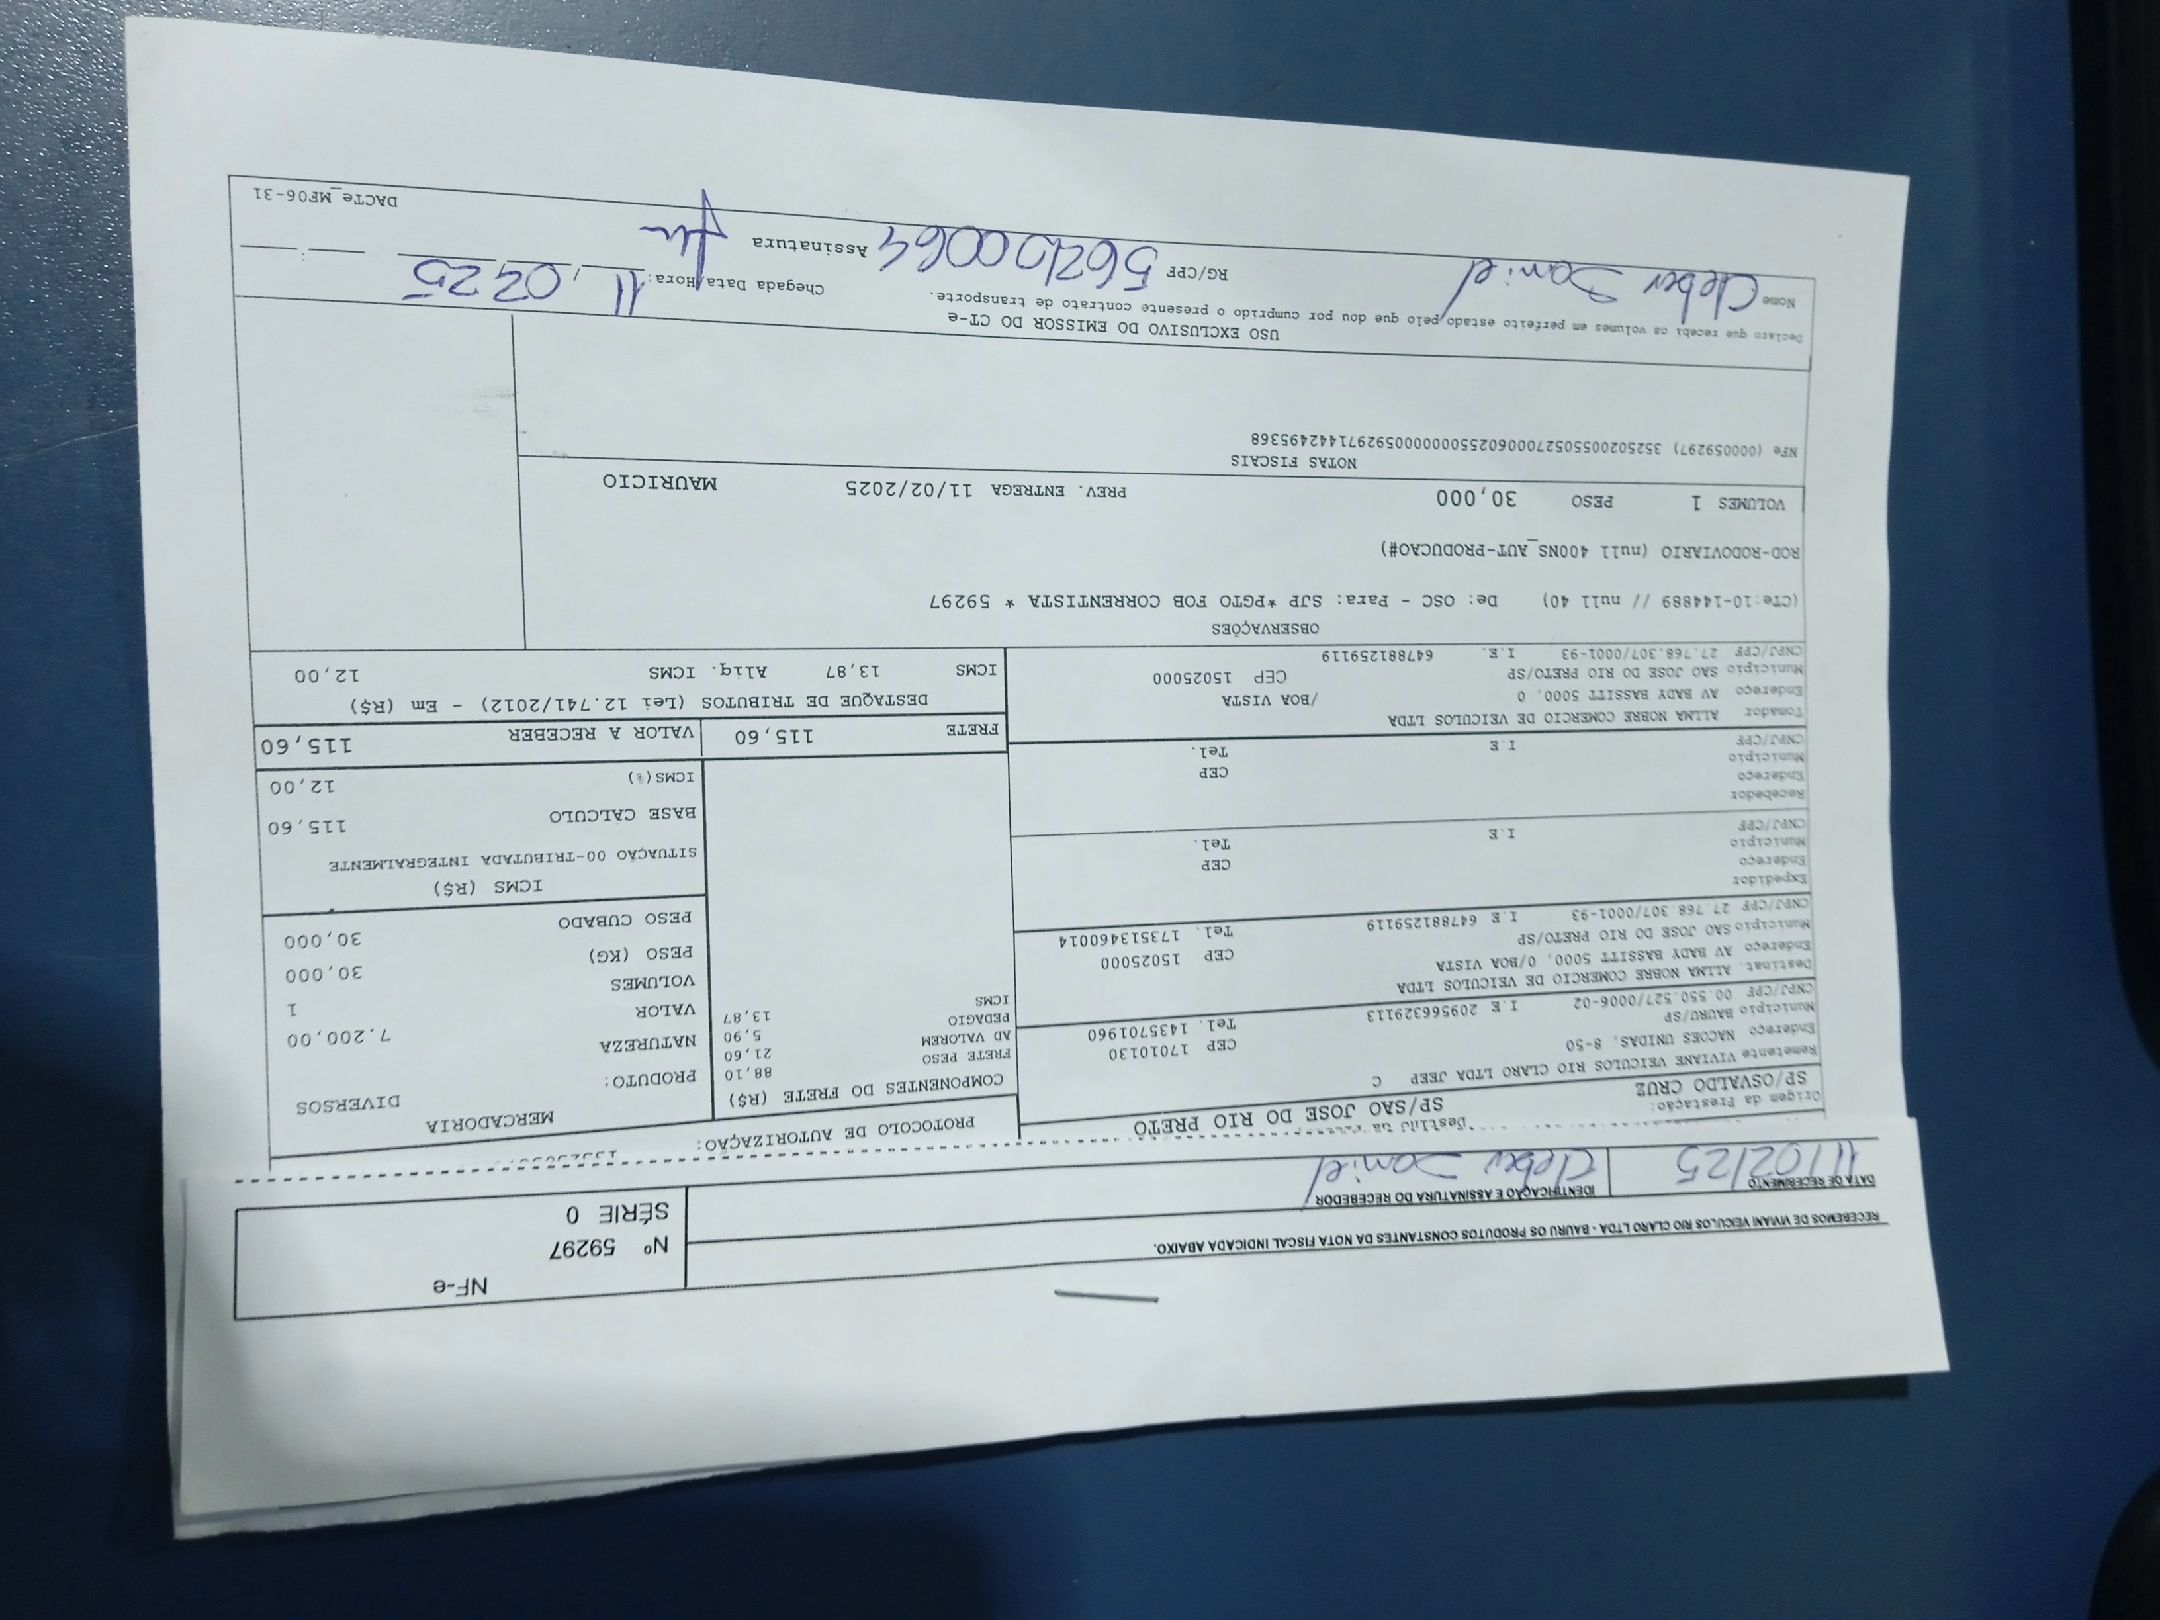 NF-e
Nº 59297
SÉRIE 0
RECEBEMOS DE VIVIANI VEICULOS RIO CLARO LTDA - BAURU OS PRODUTOS CONSTANTES DA NOTA FISCAL INDICADA ABAIXO.
DATA DE RECEBIMENTO
11/02/25
IDENTIFICAÇÃO E ASSINATURA DO RECEBEDOR
Cleber Daniel
Origem da Prestação:
SP/OSVALDO CRUZ
SP/SAO JOSE DO RIO PRETO
PROTOCOLO DE AUTORIZAÇÃO:
Remetente VIVIANE VEICULOS RIO CLARO LTDA JEEP C
Endereço NACOES UNIDAS, 8-50 CEP 17010130
Município BAURU/SP Tel. 1435701960
CNPJ/CPF 00.550.527/0006-02 I.E 209566329113
Destinat. ALIMA NOBRE COMERCIO DE VEICULOS LTDA
Endereço AV BADY BASSITT 5000, 0/BOA VISTA CEP 15025000
Município SAO JOSE DO RIO PRETO/SP Tel. 17351346 0014
CNPJ/CPF 27.768.307/0001-93 I.E 647881259119
Expedidor
Endereço CEP
Município Tel.
CNPJ/CPF I.E
Recebedor
Endereço CEP
Município Tel.
CNPJ/CPF I.E
Tomador ALIMA NOBRE COMERCIO DE VEICULOS LTDA
Endereço AV BADY BASSITT 5000, 0 /BOA VISTA
Município SAO JOSE DO RIO PRETO/SP CEP 15025000
CNPJ/CPF 27.768.307/0001-93 I.E. 647881259119
COMPONENTES DO FRETE (R$)
FRETE PESO 88,10
AD VALOREM 21,60
PEDAGIO 5,90
ICMS 13,87
MERCADORIA
PRODUTO: DIVERSOS
NATUREZA
VALOR 7.200,00
VOLUMES 1
PESO (KG) 30,000
PESO CUBADO 30,000
ICMS (R$)
SITUAÇÃO 00-TRIBUTADA INTEGRALMENTE
BASE CÁLCULO 115,60
ICMS(%) 12,00
FRETE 115,60 VALOR A RECEBER 115,60
DESTAQUE DE TRIBUTOS (Lei 12.741/2012) - Em (R$)
ICMS 13,87 Aliq. ICMS 12,00
OBSERVAÇÕES
(CTe:10-144889 // null 40) De: OSC - Para: SJP *PGTO FOB CORRENTISTA * 59297
ROD-RODOVIARIO (null 400NS_AUT-PRODUCAO#)
VOLUMES 1 PESO 30,000 PREV. ENTREGA 11/02/2025 MAURICIO
NOTAS FISCAIS
NFe (000059297) 35250200550527000602550000000592971442495368
USO EXCLUSIVO DO EMISSOR DO CT-e
Declaro que recebi os volumes em perfeito estado pelo que dou por cumprido o presente contrato de transporte.
Chegada Data/Hora: 11, 02 25
Nome Cleber Daniel RG/CPF 562100064 Assinatura
DACTe_MF06-31